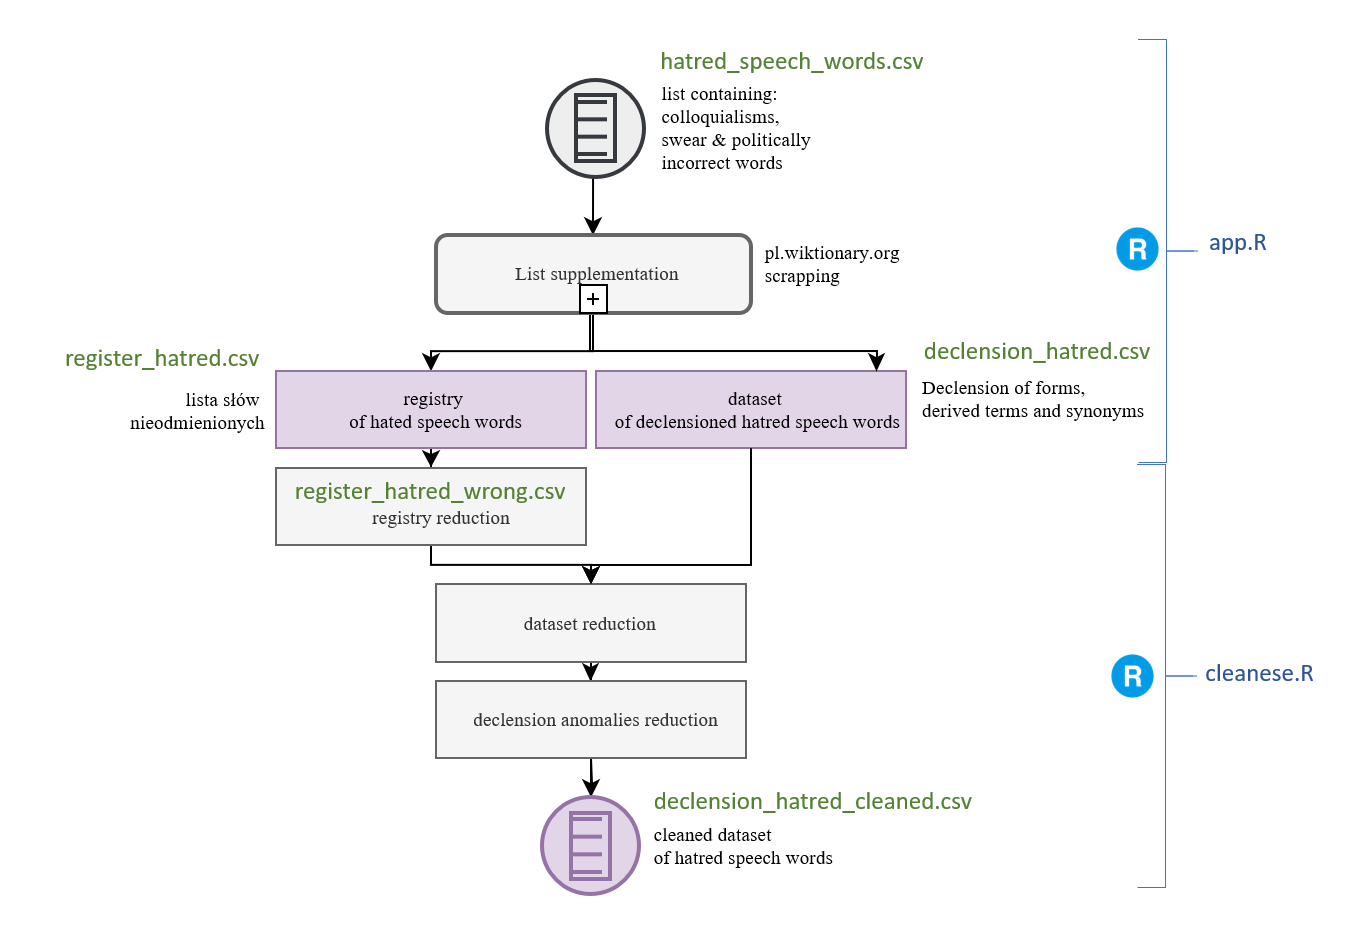 hatred_speech_words.csv
list containing:
colloquialisms,
swear & politically
incorrect words
List supplementation
+
pl.wiktionary.org
scrapping
R
app.R
register_hatred.csv
lista słów
nieodmienionych
registry
of hated speech words
dataset
of declensioned hatred speech words
declension_hatred.csv
Declension of forms,
derived terms and synonyms
register_hatred_wrong.csv
registry reduction
dataset reduction
R
cleanese.R
declension anomalies reduction
declension_hatred_cleaned.csv
cleaned dataset
of hatred speech words